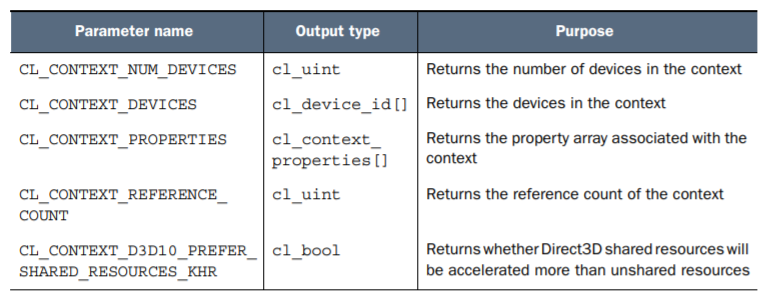 Parameter name Output type Purpose
CL_CONTEXT_NUM_DEVICES cl_uint Returns the number of devices in the context
CL_CONTEXT_DEVICES cl_device_id[] Returns the devices in the context
CL_CONTEXT_PROPERTIES cl_context_ Returns the property array associated with the
properties[] context
CL_CONTEXT_REFERENCE_ cl_uint Returns the reference count of the context
COUNT
CL_CONTEXT_D3D10_PREFER_ cl_bool Returns whether Direct3D shared resources will
SHARED_RESOURCES_KHR be accelerated more than unshared resources